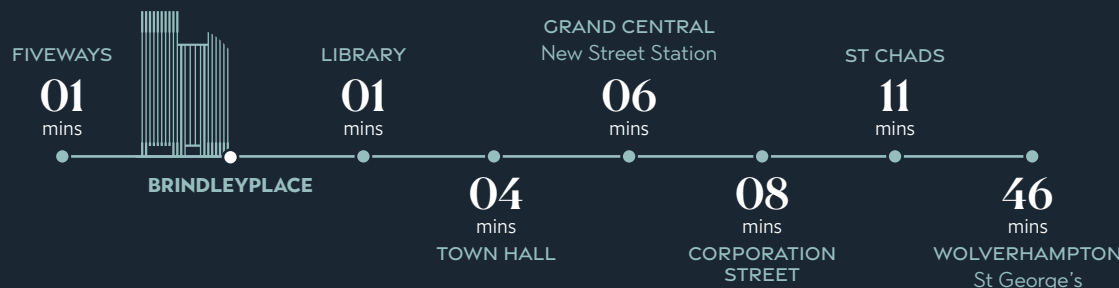 FIVEWAYS
01
mins
BRINDLEYPLACE
LIBRARY
01
mins
04
mins
TOWN HALL
GRAND CENTRAL
New Street Station
06
mins
08
mins
CORPORATION
STREET
ST CHADS
11
mins
46
mins
WOLVERHAMPTON
St George's